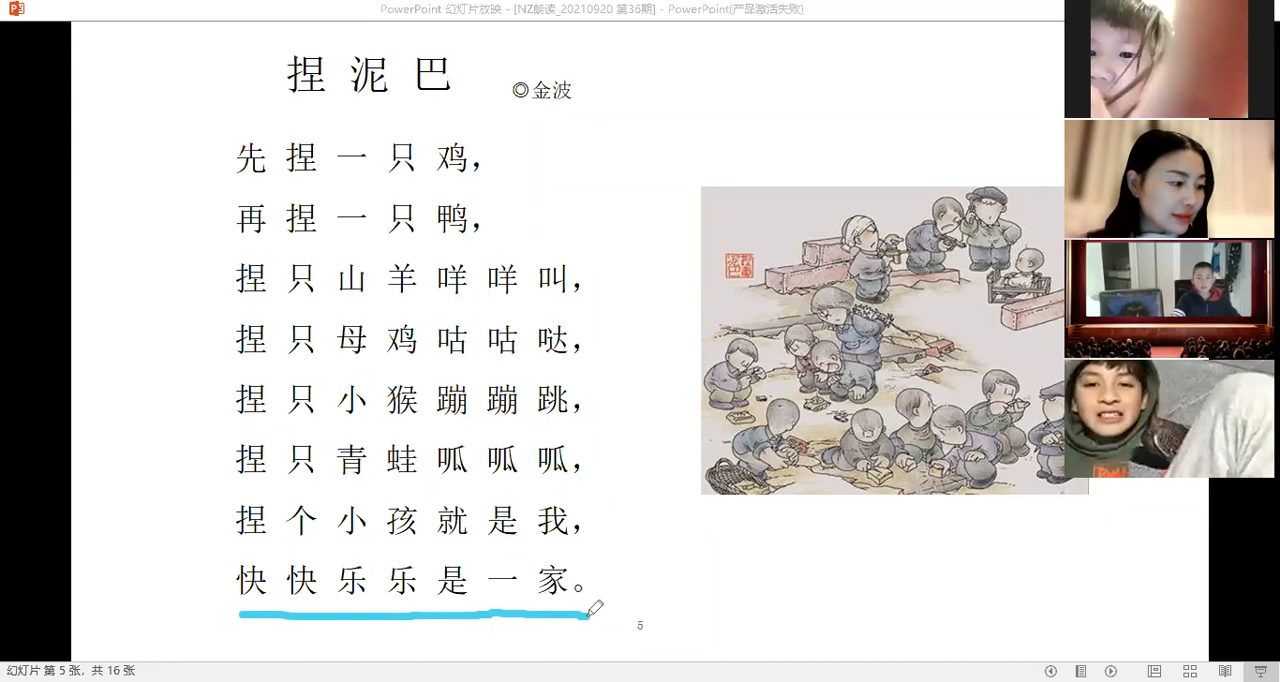 PowerPoint 幻灯片放映 - [NZ朗读_20210920 第36期] - PowerPoint(产品激活失败)
捏泥巴
◎金波
先捏一只鸡，
再捏一只鸭，
捏只山羊咩咩叫，
捏只母鸡咕咕哒，
捏只小猴蹦蹦跳，
捏只青蛙呱呱呱，
捏个小孩就是我，
快快乐乐是一家。
5
幻灯片 第 5 张，共 16 张